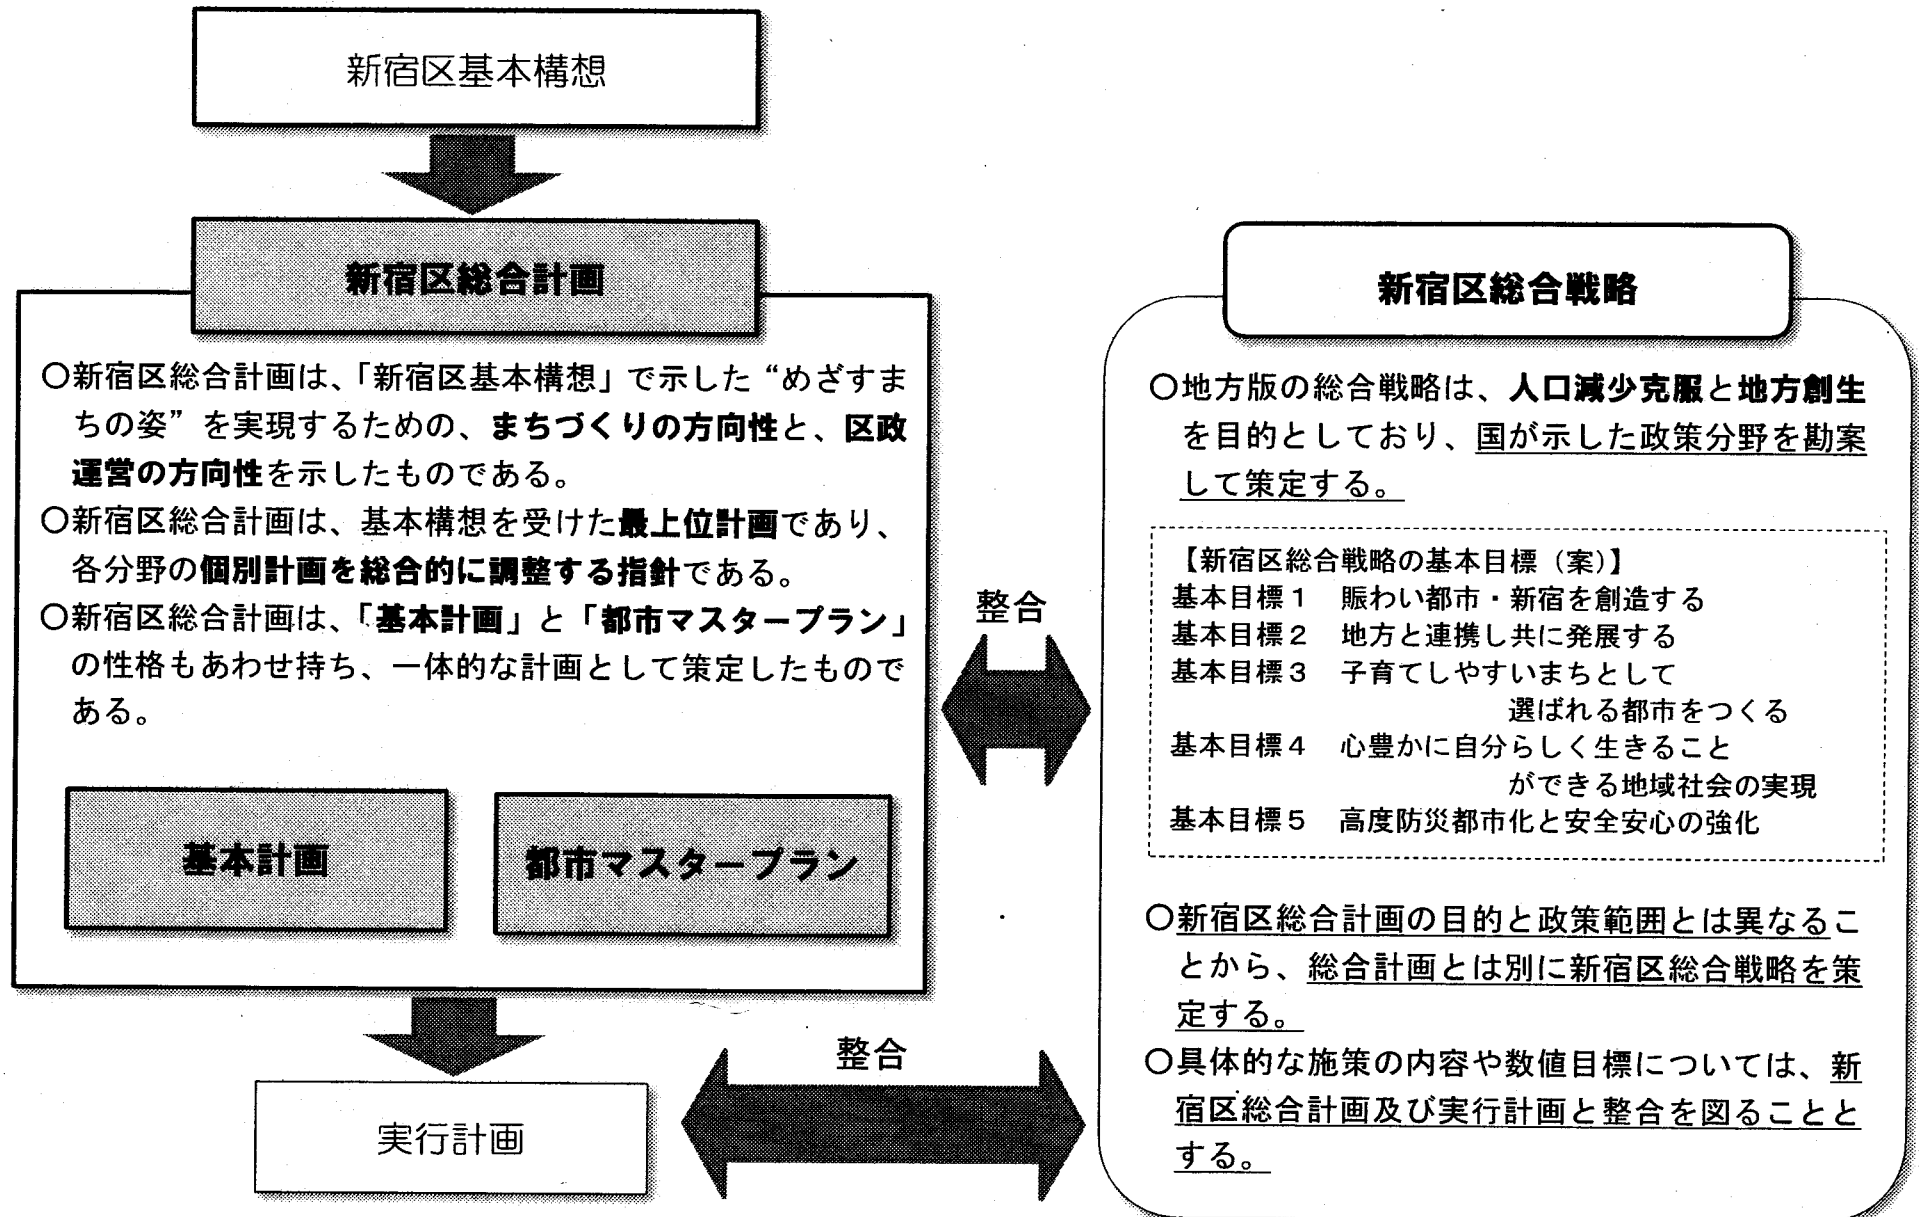 新宿区基本構想
新宿区総合計画
〇新宿区総合計画は、「新宿区基本構想」で示した“めざすま
ちの姿”を実現するための、まちづくりの方向性と、区政
運営の方向性を示したものである。
〇新宿区総合計画は、基本構想を受けた最上位計画であり、
各分野の個別計画を総合的に調整する指針である。
〇新宿区総合計画は、「基本計画」と「都市マスタープラン」
の性格もあわせ持ち、一体的な計画として策定したもので
ある。
基本計画
都市マスタープラン
実行計画
整合
整合
新宿区総合戦略
〇地方版の総合戦略は、人口減少克服と地方創生
を目的としており、国が示した政策分野を勘案
して策定する。
【新宿区総合戦略の基本目標（案）】
基本目標１　賑わい都市・新宿を創造する
基本目標２　地方と連携し共に発展する
基本目標３　子育てしやすいまちとして
選ばれる都市をつくる
基本目標４　心豊かに自分らしく生きること
ができる地域社会の実現
基本目標５　高度防災都市化と安全安心の強化
〇新宿区総合計画の目的と政策範囲とは異なるこ
とから、総合計画とは別に新宿区総合戦略を策
定する。
〇具体的な施策の内容や数値目標については、新
宿区総合計画及び実行計画と整合を図ることと
する。